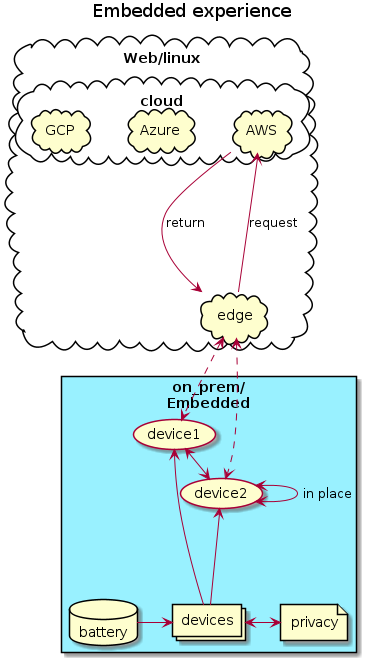 Embedded experience
Web/linux
cloud
GCP
Azure
AWS
return
request
edge
on_prem/
Embedded
device1
device2
in place
battery
devices
privacy